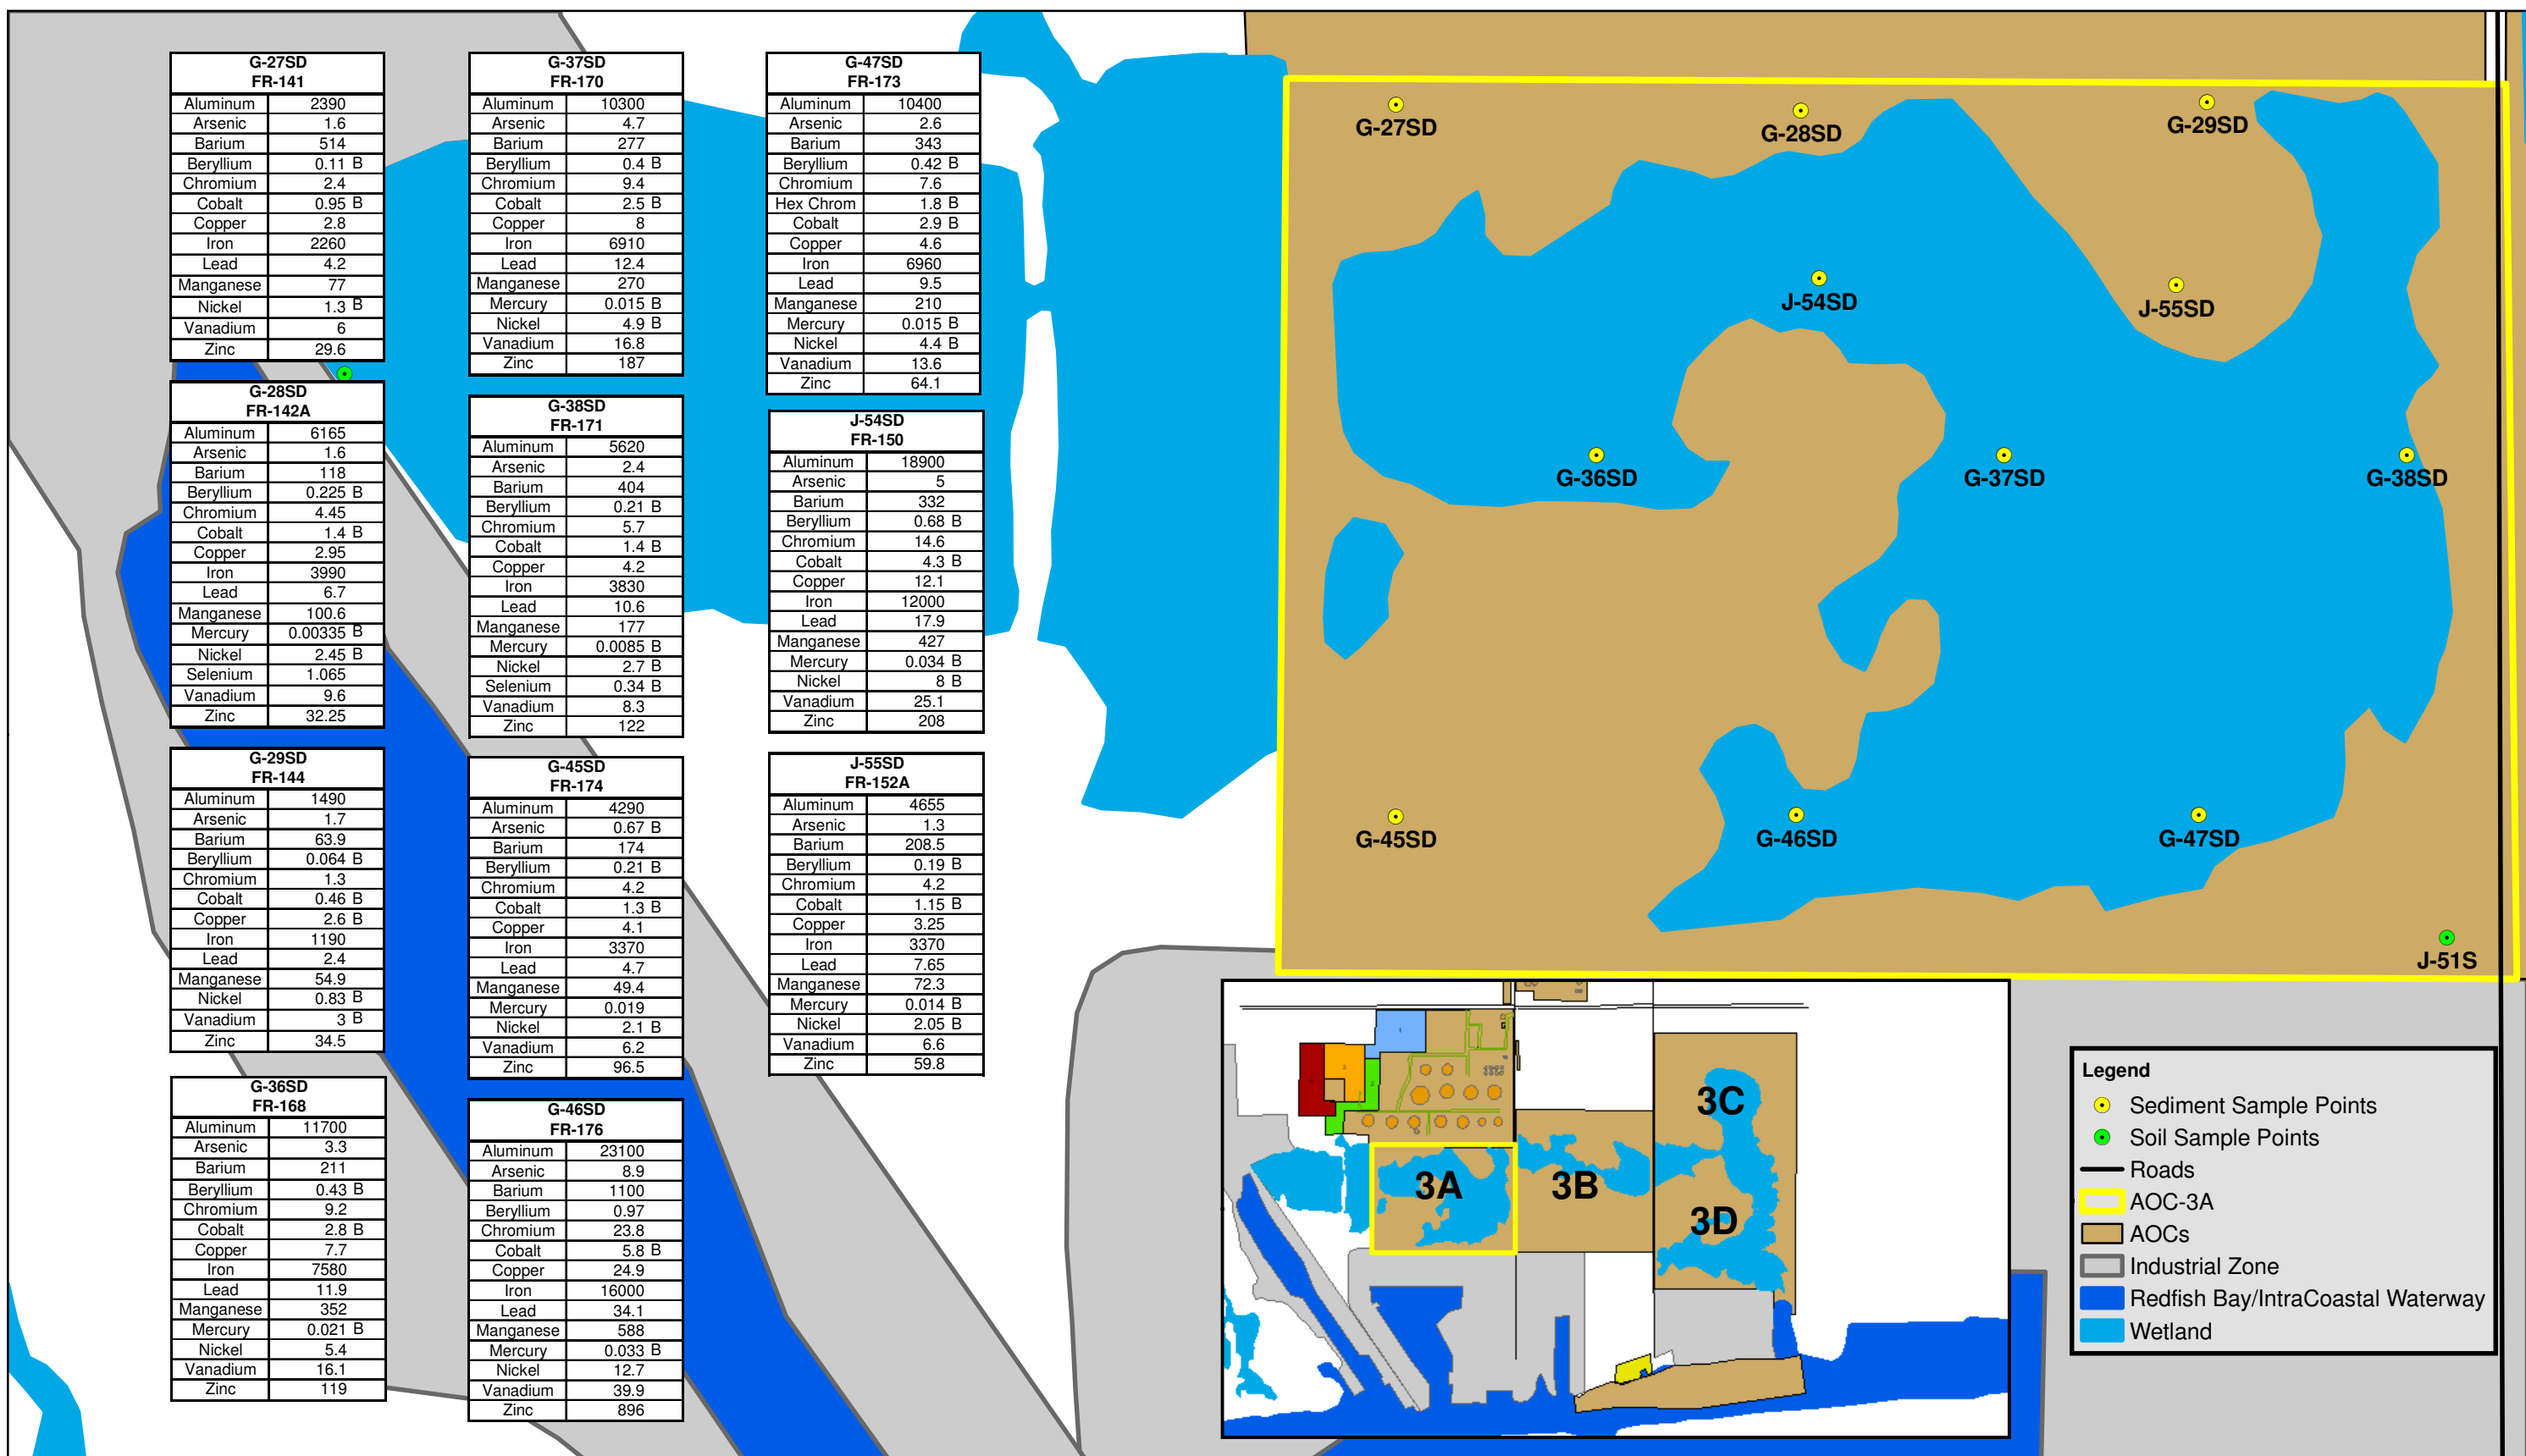 G-27SD
FR-141
Aluminum 2390
Arsenic 1.6
Barium 514
Beryllium 0.11 B
Chromium 2.4
Cobalt 0.95 B
Copper 2.8
Iron 2260
Lead 4.2
Manganese 77
Nickel 1.3 B
Vanadium 6
Zinc 29.6
G-28SD
FR-142A
Aluminum 6165
Arsenic 1.6
Barium 118
Beryllium 0.225 B
Chromium 4.45
Cobalt 1.4 B
Copper 2.95
Iron 3990
Lead 6.7
Manganese 100.6
Mercury 0.00335 B
Nickel 2.45 B
Selenium 1.065
Vanadium 9.6
Zinc 32.25
G-29SD
FR-144
Aluminum 1490
Arsenic 1.7
Barium 63.9
Beryllium 0.064 B
Chromium 1.3
Cobalt 0.46 B
Copper 2.6 B
Iron 1190
Lead 2.4
Manganese 54.9
Nickel 0.83 B
Vanadium 3 B
Zinc 34.5
G-36SD
FR-168
Aluminum 11700
Arsenic 3.3
Barium 211
Beryllium 0.43 B
Chromium 9.2
Cobalt 2.8 B
Copper 7.7
Iron 7580
Lead 11.9
Manganese 352
Mercury 0.021 B
Nickel 5.4
Vanadium 16.1
Zinc 119
G-37SD
FR-170
Aluminum 10300
Arsenic 4.7
Barium 277
Beryllium 0.4 B
Chromium 9.4
Cobalt 2.5 B
Copper 8
Iron 6910
Lead 12.4
Manganese 270
Mercury 0.015 B
Nickel 4.9 B
Vanadium 16.8
Zinc 187
G-38SD
FR-171
Aluminum 5620
Arsenic 2.4
Barium 404
Beryllium 0.21 B
Chromium 5.7
Cobalt 1.4 B
Copper 4.2
Iron 3830
Lead 10.6
Manganese 177
Mercury 0.0085 B
Nickel 2.7 B
Selenium 0.34 B
Vanadium 8.3
Zinc 122
G-45SD
FR-174
Aluminum 4290
Arsenic 0.67 B
Barium 174
Beryllium 0.21 B
Chromium 4.2
Cobalt 1.3 B
Copper 4.1
Iron 3370
Lead 4.7
Manganese 49.4
Mercury 0.019
Nickel 2.1 B
Vanadium 6.2
Zinc 96.5
G-46SD
FR-176
Aluminum 23100
Arsenic 8.9
Barium 1100
Beryllium 0.97
Chromium 23.8
Cobalt 5.8 B
Copper 24.9
Iron 16000
Lead 34.1
Manganese 588
Mercury 0.033 B
Nickel 12.7
Vanadium 39.9
Zinc 896
G-47SD
FR-173
Aluminum 10400
Arsenic 2.6
Barium 343
Beryllium 0.42 B
Chromium 7.6
Hex Chrom 1.8 B
Cobalt 2.9 B
Copper 4.6
Iron 6960
Lead 9.5
Manganese 210
Mercury 0.015 B
Nickel 4.4 B
Vanadium 13.6
Zinc 64.1
J-54SD
FR-150
Aluminum 18900
Arsenic 5
Barium 332
Beryllium 0.68 B
Chromium 14.6
Cobalt 4.3 B
Copper 12.1
Iron 12000
Lead 17.9
Manganese 427
Mercury 0.034 B
Nickel 8 B
Vanadium 25.1
Zinc 208
J-55SD
FR-152A
Aluminum 4655
Arsenic 1.3
Barium 208.5
Beryllium 0.19 B
Chromium 4.2
Cobalt 1.15 B
Copper 3.25
Iron 3370
Lead 7.65
Manganese 72.3
Mercury 0.014 B
Nickel 2.05 B
Vanadium 6.6
Zinc 59.8
G-27SD
G-28SD
G-29SD
J-54SD
J-55SD
G-36SD
G-37SD
G-38SD
G-45SD
G-46SD
G-47SD
J-51S
3A
3B
3C
3D
Legend
Sediment Sample Points
Soil Sample Points
Roads
AOC-3A
AOCs
Industrial Zone
Redfish Bay/IntraCoastal Waterway
Wetland